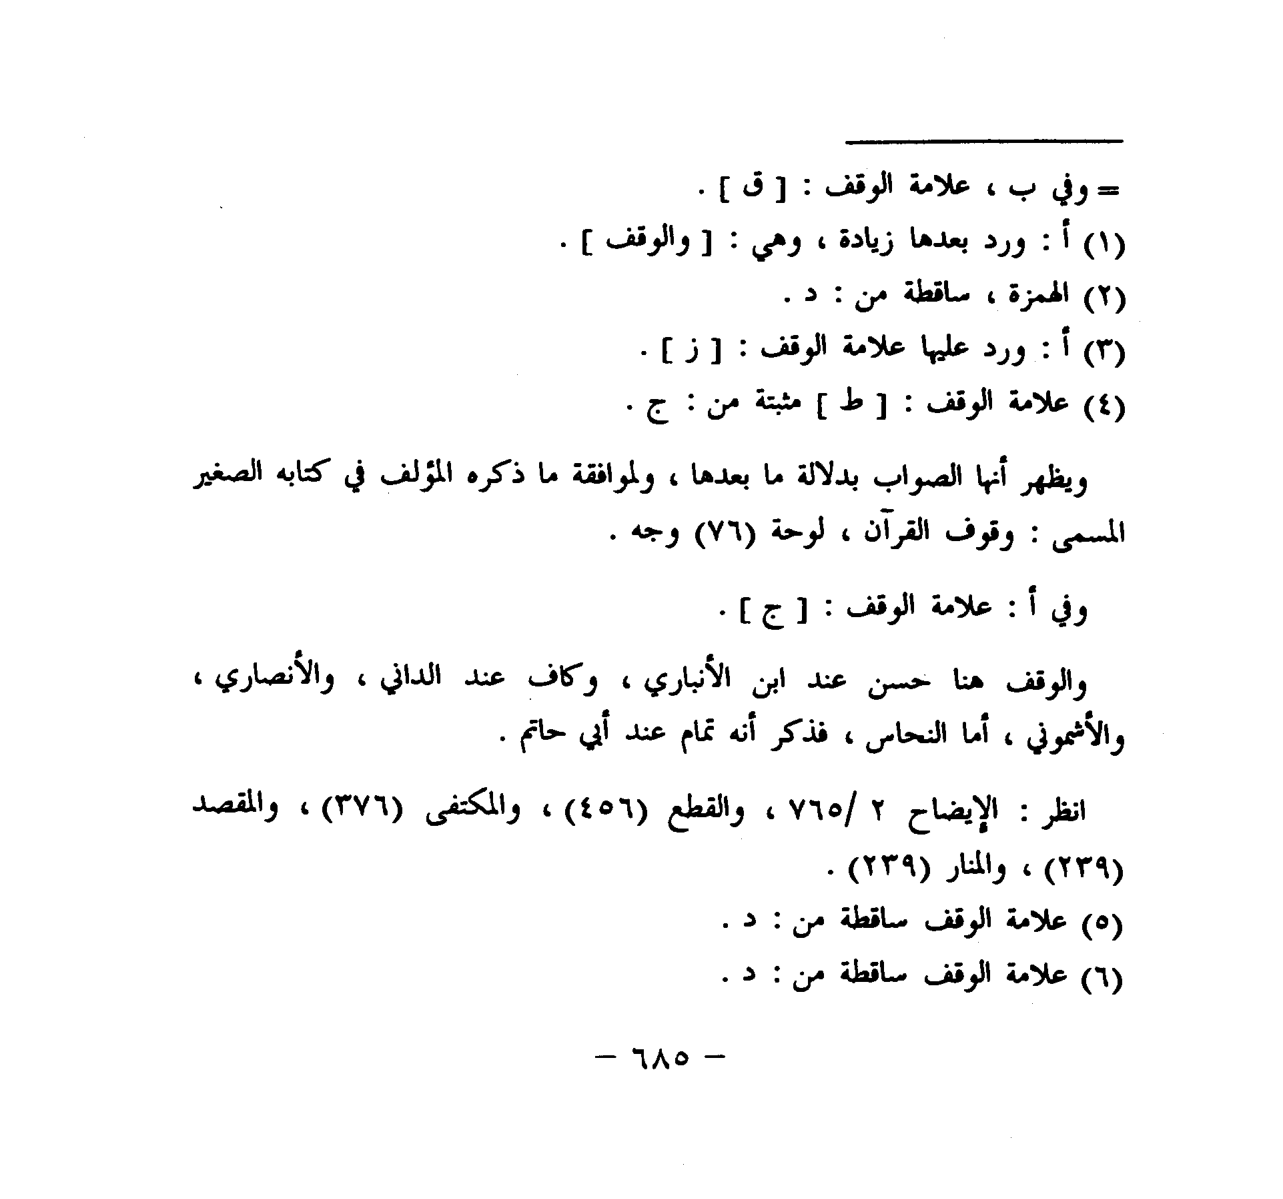 = وفي ب ، علامة الوقف : [ ق ] .
(١) أ : ورد بعدها زيادة ، وهي : [ والوقف ] .
(٢) الهمزة ، ساقطة من : د .
(٣) أ : ورد عليها علامة الوقف : [ ز ] .
(٤) علامة الوقف : [ ط ] مثبتة من : ج .
ويظهر أنها الصواب بدلالة ما بعدها ، ولموافقة ما ذكره المؤلف في كتابه الصغير
المسمى : وقوف القرآن ، لوحة (٧٦) وجه .
وفي أ : علامة الوقف : [ ج ] .
والوقف هنا حسن عند ابن الأنباري ، وكاف عند الداني ، والأنصاري ،
والأشموني ، أما النحاس ، فذكر أنه تمام عند أبي حاتم .
انظر : الإيضاح ٢ /٧٦٥ ، والقطع (٤٥٦) ، والمكتفى (٣٧٦) ، والمقصد
(٢٣٩) ، والمنار (٢٣٩) .
(٥) علامة الوقف ساقطة من : د .
(٦) علامة الوقف ساقطة من : د .
– ٦٨٥ –